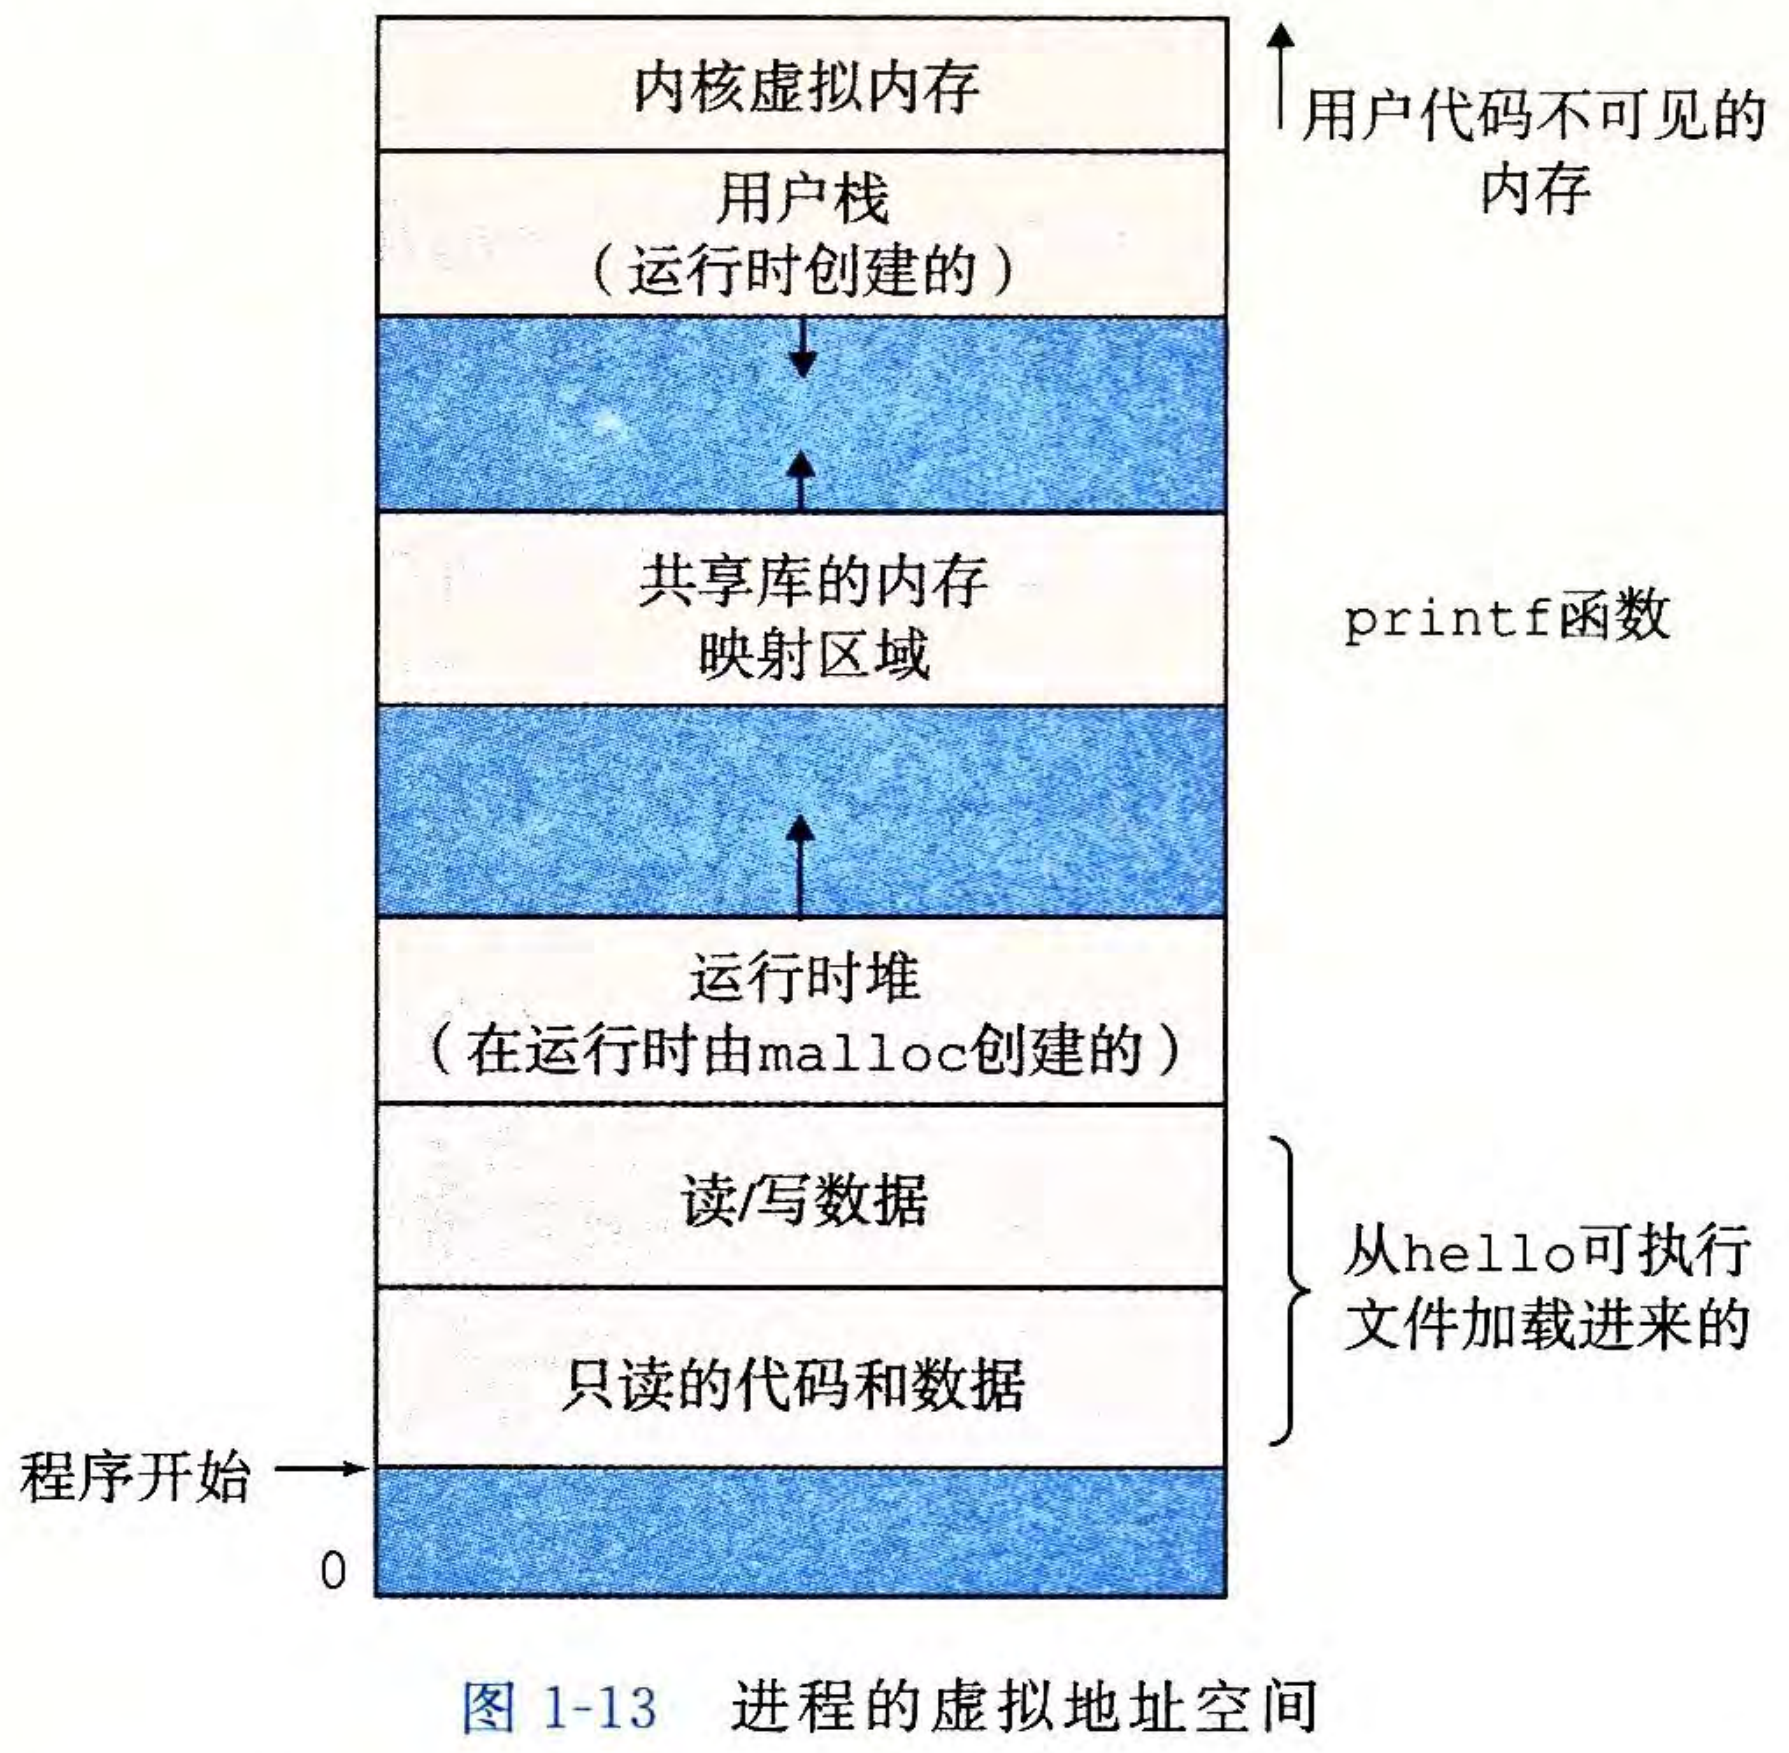 内核虚拟内存
用户代码不可见的
内存
用户栈
（运行时创建的）
共享库的内存
映射区域
printf函数
运行时堆
（在运行时由malloc创建的）
读/写数据
从hello可执行
文件加载进来的
只读的代码和数据
程序开始
0
图 1-13 进程的虚拟地址空间